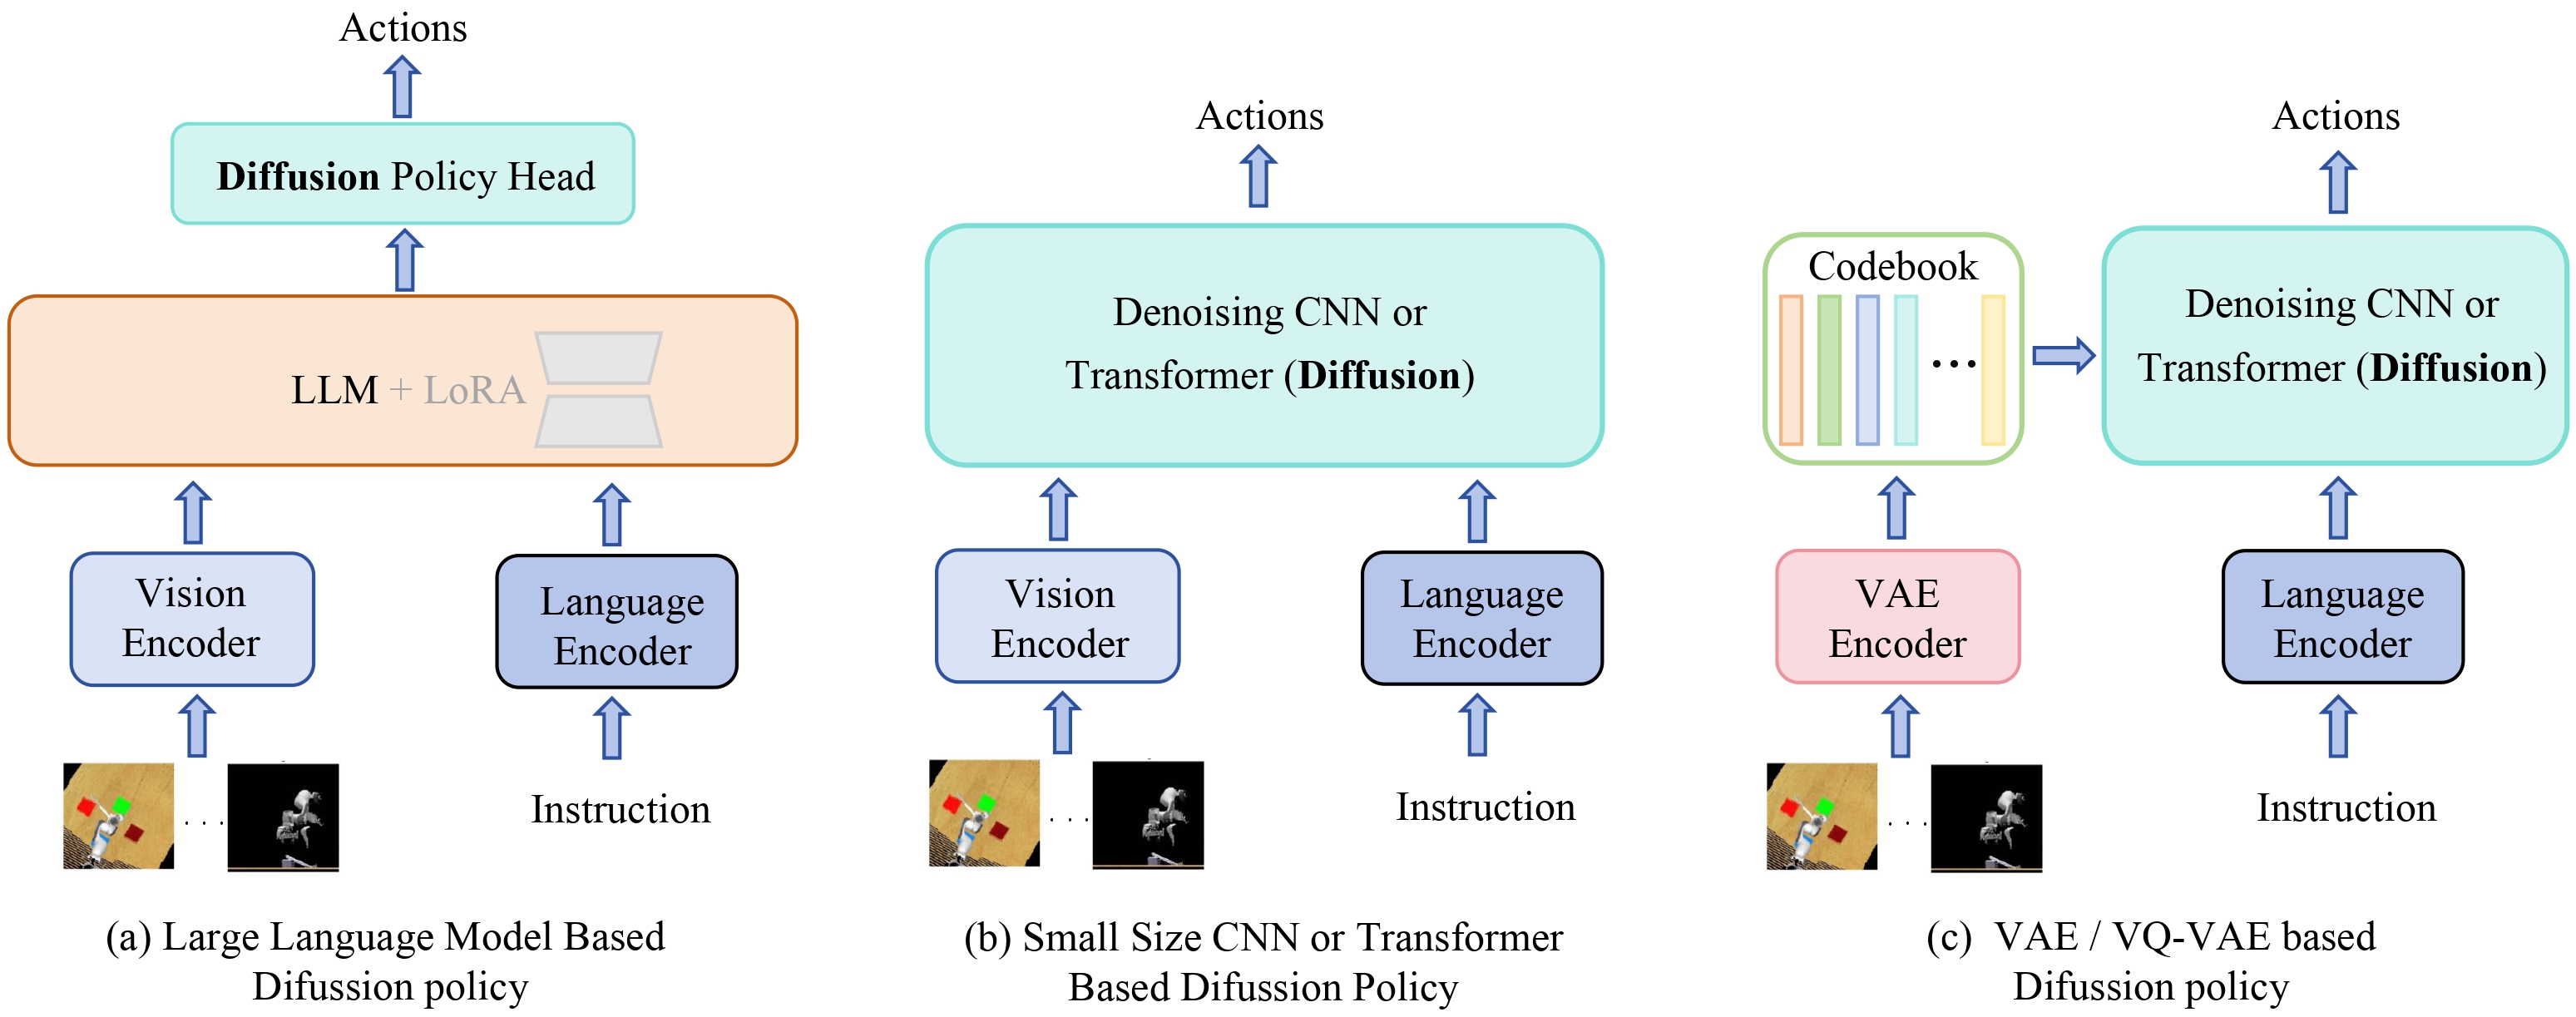 Actions
Diffusion Policy Head
LLM + LoRA
Vision
Encoder
Language
Encoder
. . .
Instruction
(a) Large Language Model Based
Difussion policy
Actions
Denoising CNN or
Transformer (Diffusion)
Vision
Encoder
Language
Encoder
. . .
Instruction
(b) Small Size CNN or Transformer
Based Difussion Policy
Actions
Codebook
...
Denoising CNN or
Transformer (Diffusion)
VAE
Encoder
Language
Encoder
. . .
Instruction
(c) VAE / VQ-VAE based
Difussion policy